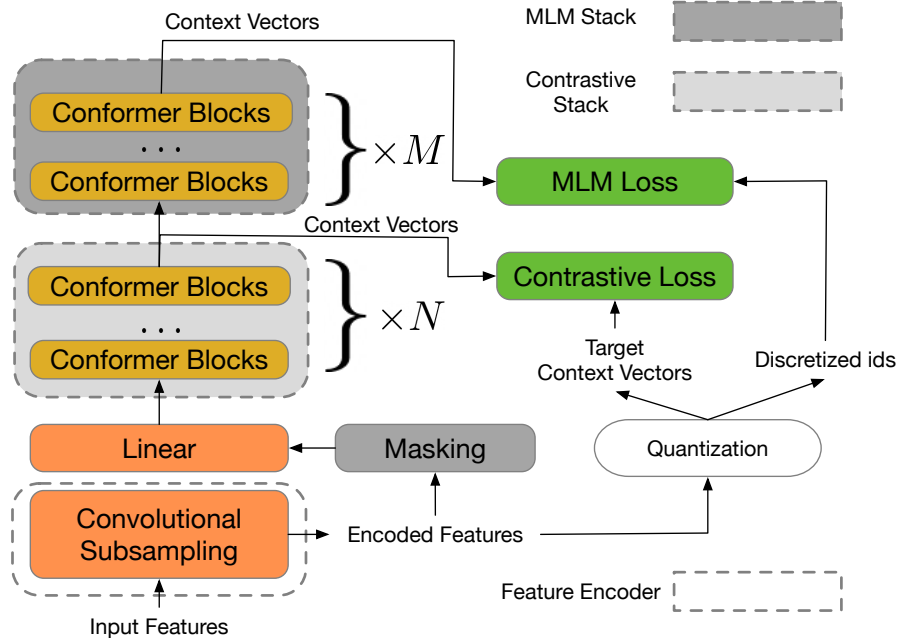 Context Vectors
MLM Stack
Contrastive
Stack
Conformer Blocks
. . .
Conformer Blocks
× M
MLM Loss
Context Vectors
Conformer Blocks
. . .
Conformer Blocks
× N
Contrastive Loss
Target
Context Vectors
Discretized ids
Linear
Masking
Quantization
Convolutional
Subsampling
Encoded Features
Feature Encoder
Input Features